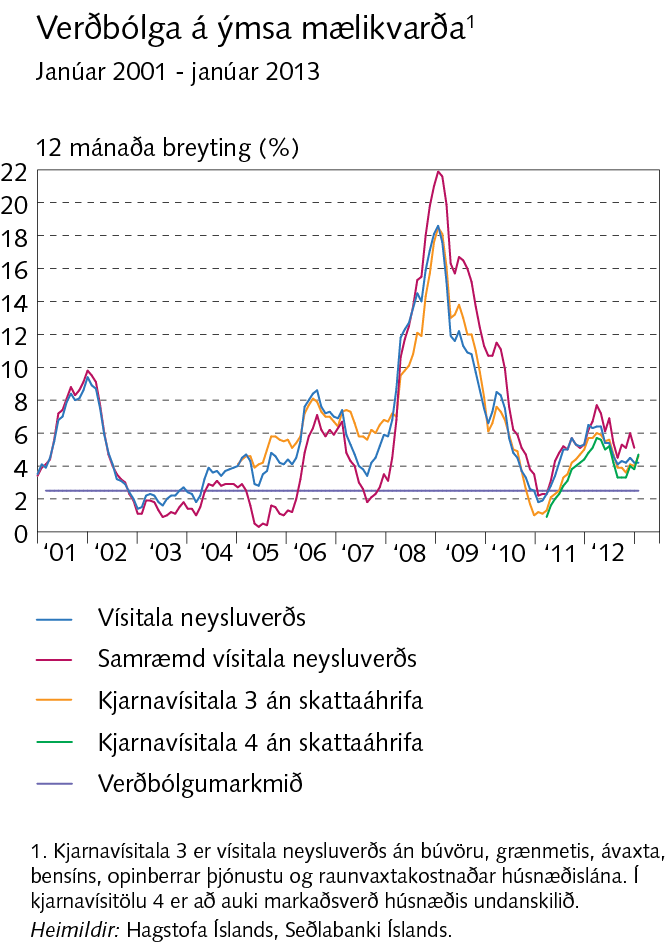 Verðbólga á ýmsa mælikvarða¹
Janúar 2001 - janúar 2013
12 mánaða breyting (%)
22
20
18
16
14
12
10
8
6
4
2
0
‘01 ‘02 ‘03 ‘04 ‘05 ‘06 ‘07 ‘08 ‘09 ‘10 ‘11 ‘12
Vísitala neysluverðs
Samræmd vísitala neysluverðs
Kjarnavísitala 3 án skattaáhrifa
Kjarnavísitala 4 án skattaáhrifa
Verðbólgumarkmið
1. Kjarnavísitala 3 er vísitala neysluverðs án búvöru, grænmetis, ávaxta,
bensíns, opinberrar þjónustu og raunvaxtakostnaðar húsnæðislána. Í
kjarnavísitölu 4 er að auki markaðsverð húsnæðis undanskilið.
Heimildir: Hagstofa Íslands, Seðlabanki Íslands.